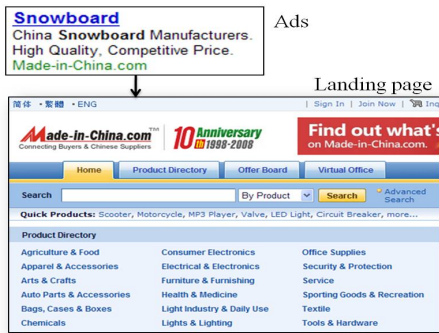 Snowboard
China Snowboard Manufacturers.
High Quality, Competitive Price.
Made-in-China.com
Ads
Landing page
简体 • 繁體 • ENG
| Sign In | Join Now |
Made-in-China.com™
Connecting Buyers & Chinese Suppliers
10th Anniversary
1998-2008
Find out what's
on Made-in-China.com.
Home Product Directory Offer Board Virtual Office
Search By Product Search Advanced Search
Quick Products: Scooter, Motorcycle, MP3 Player, Valve, LED Light, Circuit Breaker, more...
Product Directory
Agriculture & Food Consumer Electronics Office Supplies
Apparel & Accessories Electrical & Electronics Security & Protection
Arts & Crafts Furniture & Furnishing Service
Auto Parts & Accessories Health & Medicine Sporting Goods & Recreation
Bags, Cases & Boxes Light Industry & Daily Use Textile
Chemicals Lights & Lighting Tools & Hardware